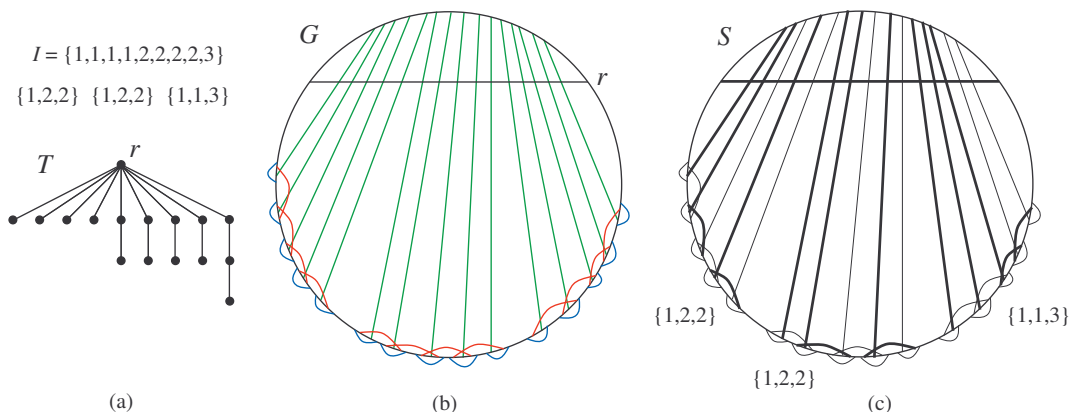 I = {1,1,1,1,2,2,2,2,3}
{1,2,2} {1,2,2} {1,1,3}
T
r
(a)
G
r
(b)
S
{1,2,2}
{1,2,2}
{1,1,3}
(c)